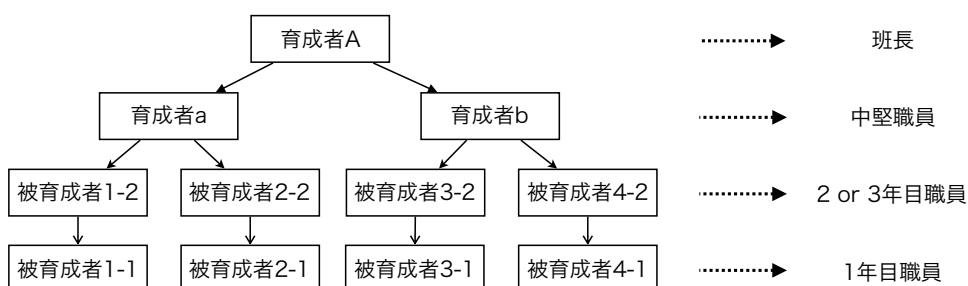 育成者A
班長
育成者a
育成者b
中堅職員
被育成者1-2
被育成者2-2
被育成者3-2
被育成者4-2
2 or 3年目職員
被育成者1-1
被育成者2-1
被育成者3-1
被育成者4-1
1年目職員